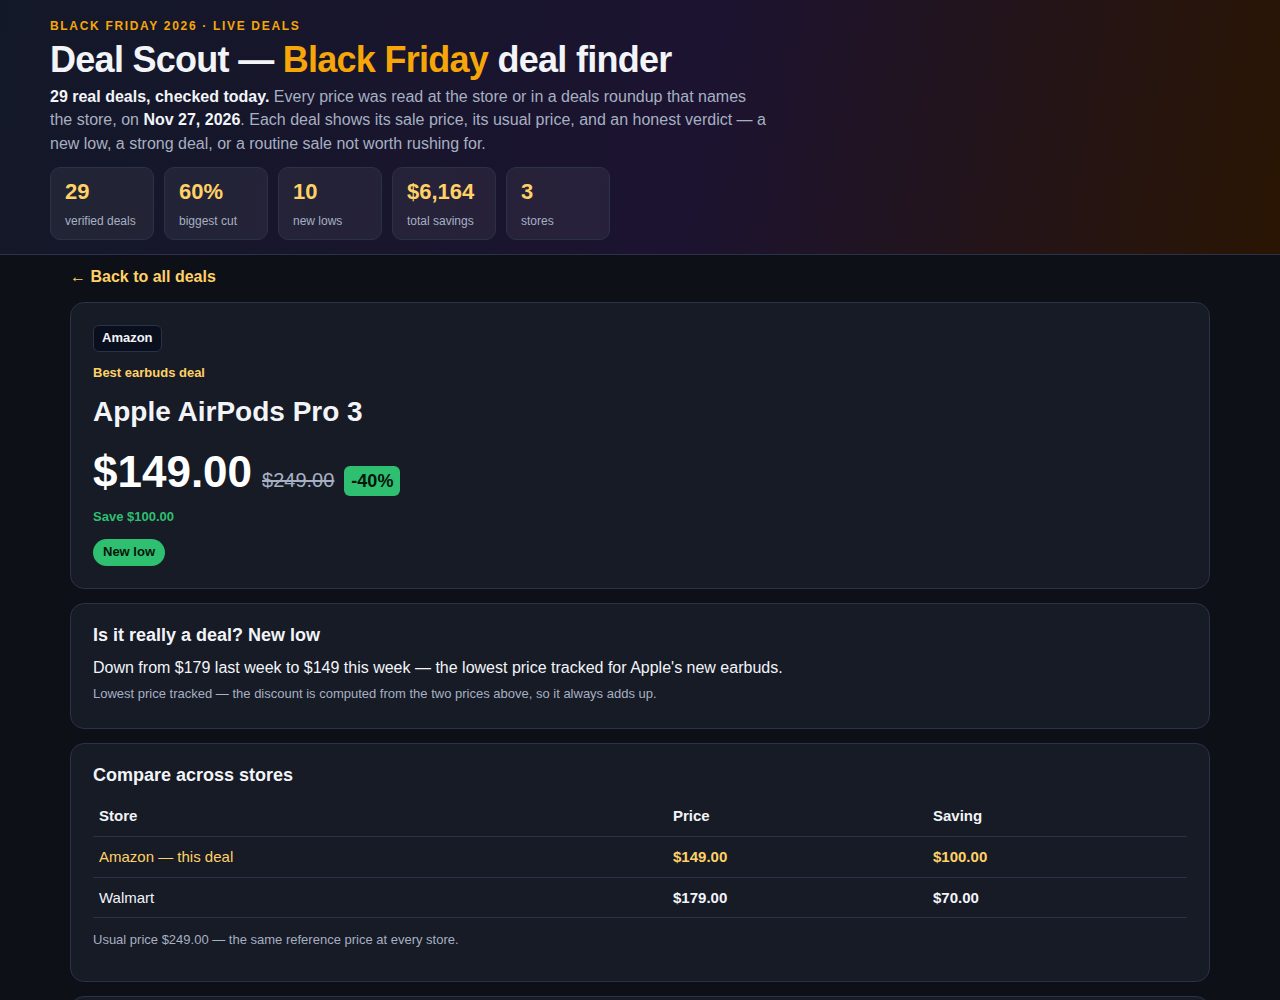 BLACK FRIDAY 2026 · LIVE DEALS
Deal Scout — Black Friday deal finder
29 real deals, checked today. Every price was read at the store or in a deals roundup that names
the store, on Nov 27, 2026. Each deal shows its sale price, its usual price, and an honest verdict — a
new low, a strong deal, or a routine sale not worth rushing for.
29 60% 10 $6,164 3
verified deals biggest cut new lows total savings stores
← Back to all deals
Amazon
Best earbuds deal
Apple AirPods Pro 3
$149.00 $249.00 -40%
Save $100.00
New low
Is it really a deal? New low
Down from $179 last week to $149 this week — the lowest price tracked for Apple's new earbuds.
Lowest price tracked — the discount is computed from the two prices above, so it always adds up.
Compare across stores
Store Price Saving
Amazon — this deal $149.00 $100.00
Walmart $179.00 $70.00
Usual price $249.00 — the same reference price at every store.